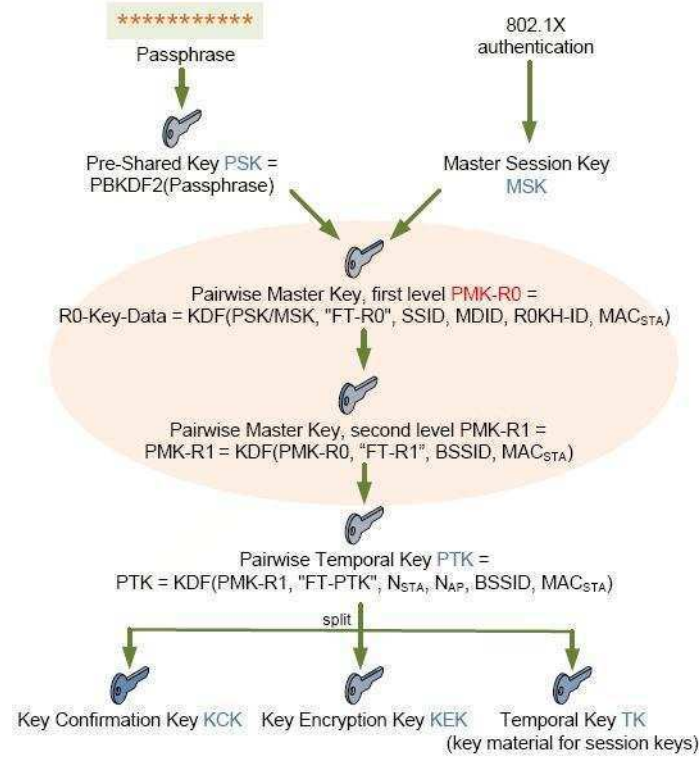 ***********
Passphrase
802.1X
authentication
Pre-Shared Key PSK =
PBKDF2(Passphrase)
Master Session Key
MSK
Pairwise Master Key, first level PMK-R0 =
R0-Key-Data = KDF(PSK/MSK, "FT-R0", SSID, MDID, R0KH-ID, MACSTA)
Pairwise Master Key, second level PMK-R1 =
PMK-R1 = KDF(PMK-R0, “FT-R1”, BSSID, MACSTA)
Pairwise Temporal Key PTK =
PTK = KDF(PMK-R1, "FT-PTK", NSTA, NAP, BSSID, MACSTA)
split
Key Confirmation Key KCK
Key Encryption Key KEK
Temporal Key TK
(key material for session keys)